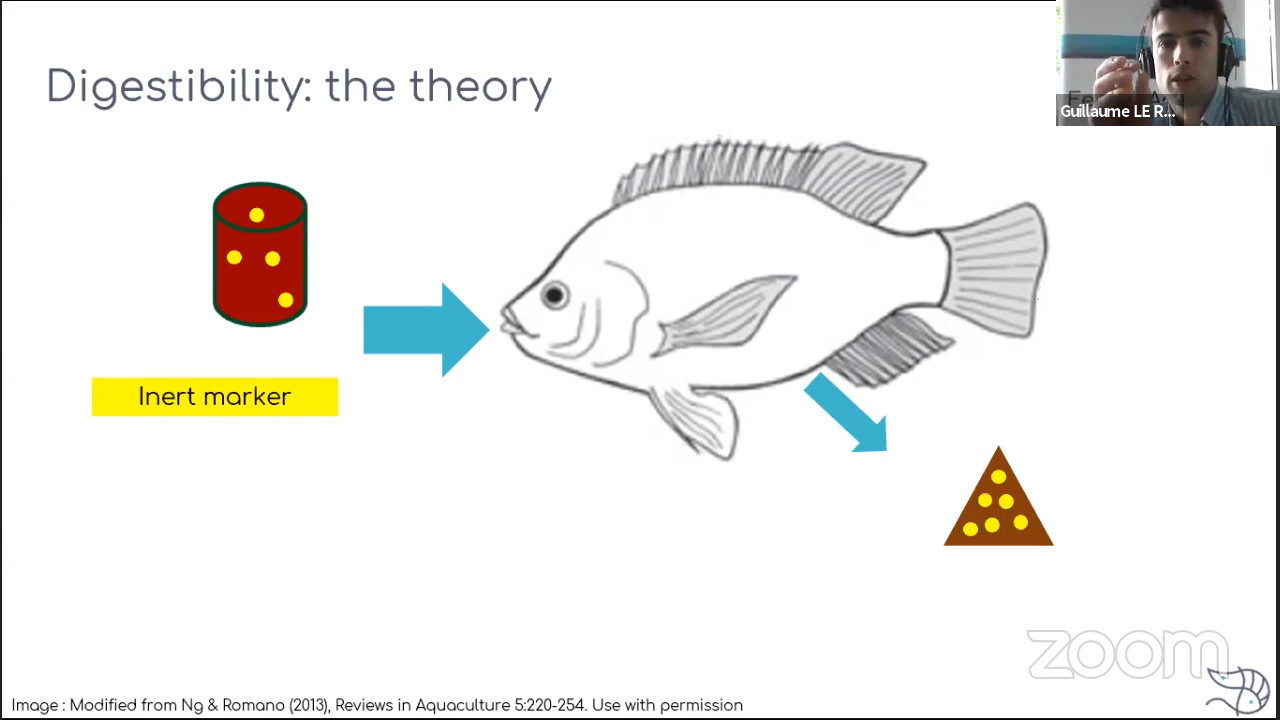 Digestibility: the theory
Guillaume LE R...
Inert marker
zoom
Image : Modified from Ng & Romano (2013), Reviews in Aquaculture 5:220-254. Use with permission